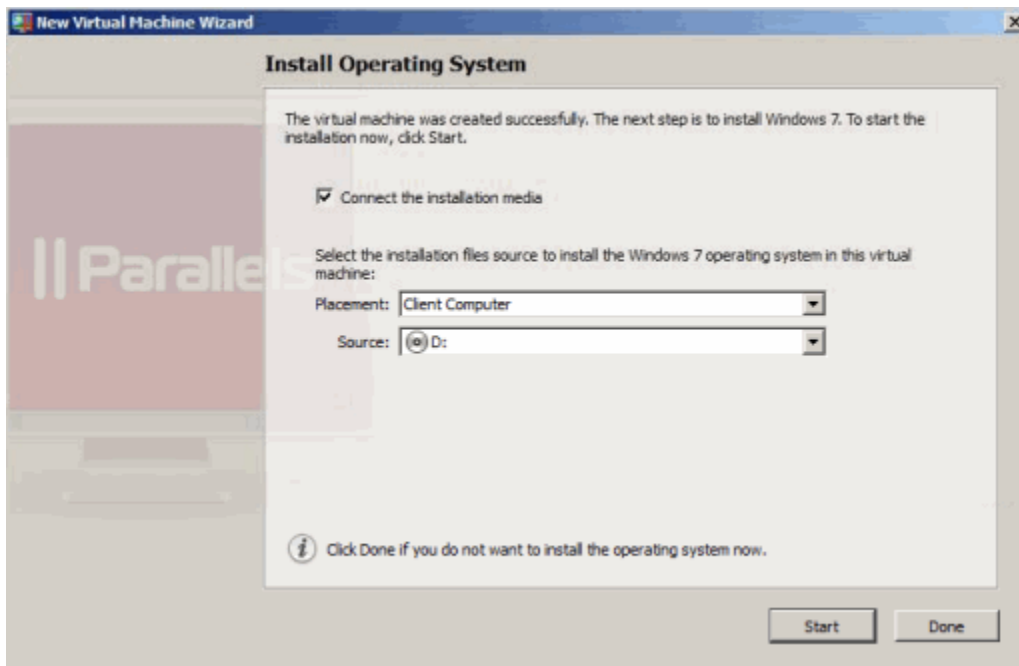 New Virtual Machine Wizard
Install Operating System
The virtual machine was created successfully. The next step is to install Windows 7. To start the
installation now, click Start.
Connect the installation media
Select the installation files source to install the Windows 7 operating system in this virtual
machine:
|| Parallels
Placement: Client Computer
Source: D:
Click Done if you do not want to install the operating system now.
Start Done